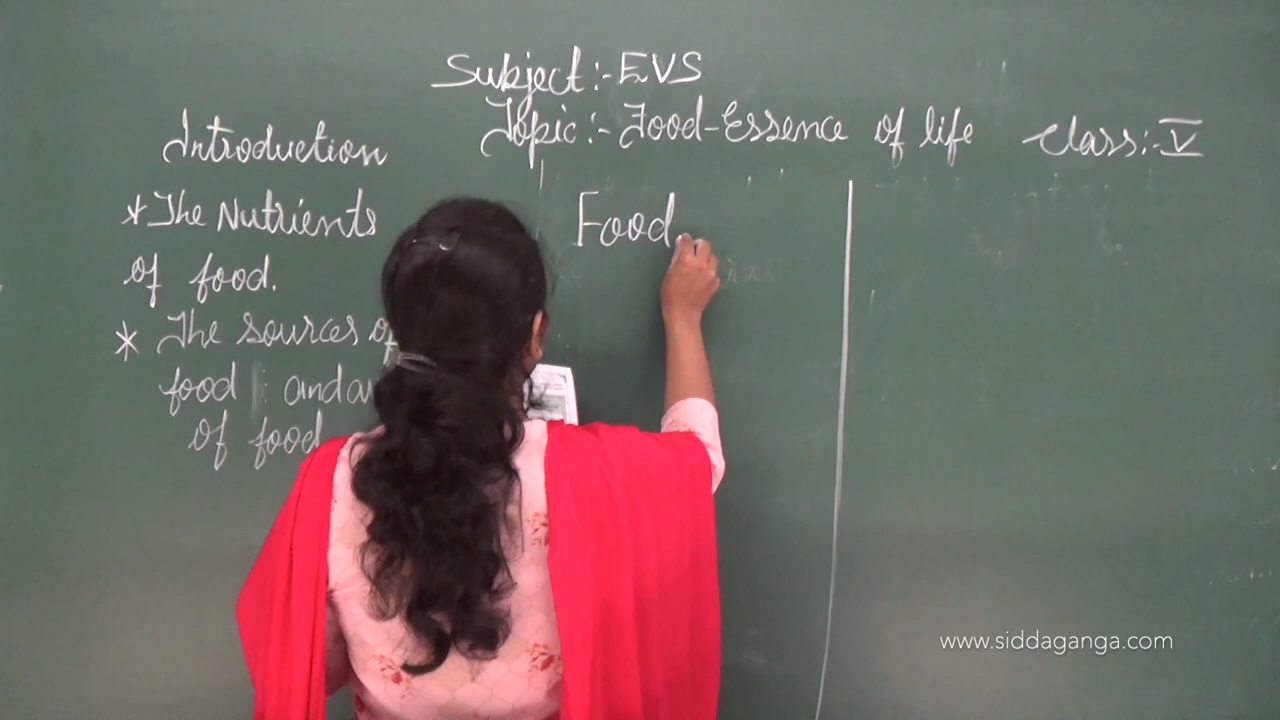 Subject :- EVS
Topic :- Food-Essence of life
Class :- V
Introduction
* The Nutrients
of food.
* The sources of
food
of food
Food
www.siddaganga.com